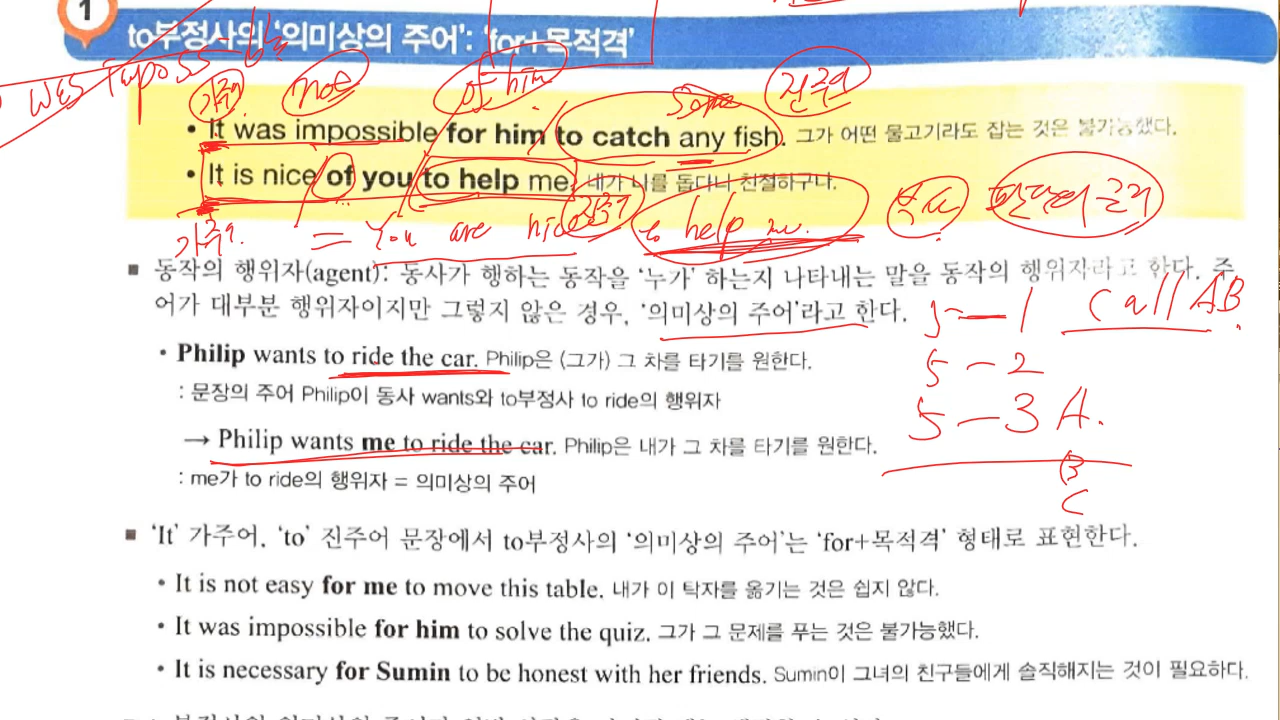 1
to부정사의 '의미상의 주어': 'for+목적격'
was imposs
가주 nice of him some 진주어
• It was impossible for him to catch any fish. 그가 어떤 물고기라도 잡는 것은 불가능했다.
• It is nice of you to help me. 네가 나를 돕다니 친절하구나.
가주어. = You are nice 진주어 to help me. 부사 판단의 근거
■ 동작의 행위자(agent): 동사가 행하는 동작을 '누가' 하는지 나타내는 말을 동작의 행위자라고 한다. 주
어가 대부분 행위자이지만 그렇지 않은 경우, '의미상의 주어'라고 한다.
5-1 call AB.
• Philip wants to ride the car. Philip은 (그가) 그 차를 타기를 원한다.
5-2
: 문장의 주어 Philip이 동사 wants와 to부정사 to ride의 행위자
5-3 A.
→ Philip wants me to ride the car. Philip은 내가 그 차를 타기를 원한다.
B
: me가 to ride의 행위자 = 의미상의 주어
C
■ 'It' 가주어, 'to' 진주어 문장에서 to부정사의 '의미상의 주어'는 'for+목적격' 형태로 표현한다.
• It is not easy for me to move this table. 내가 이 탁자를 옮기는 것은 쉽지 않다.
• It was impossible for him to solve the quiz. 그가 그 문제를 푸는 것은 불가능했다.
• It is necessary for Sumin to be honest with her friends. Sumin이 그녀의 친구들에게 솔직해지는 것이 필요하다.